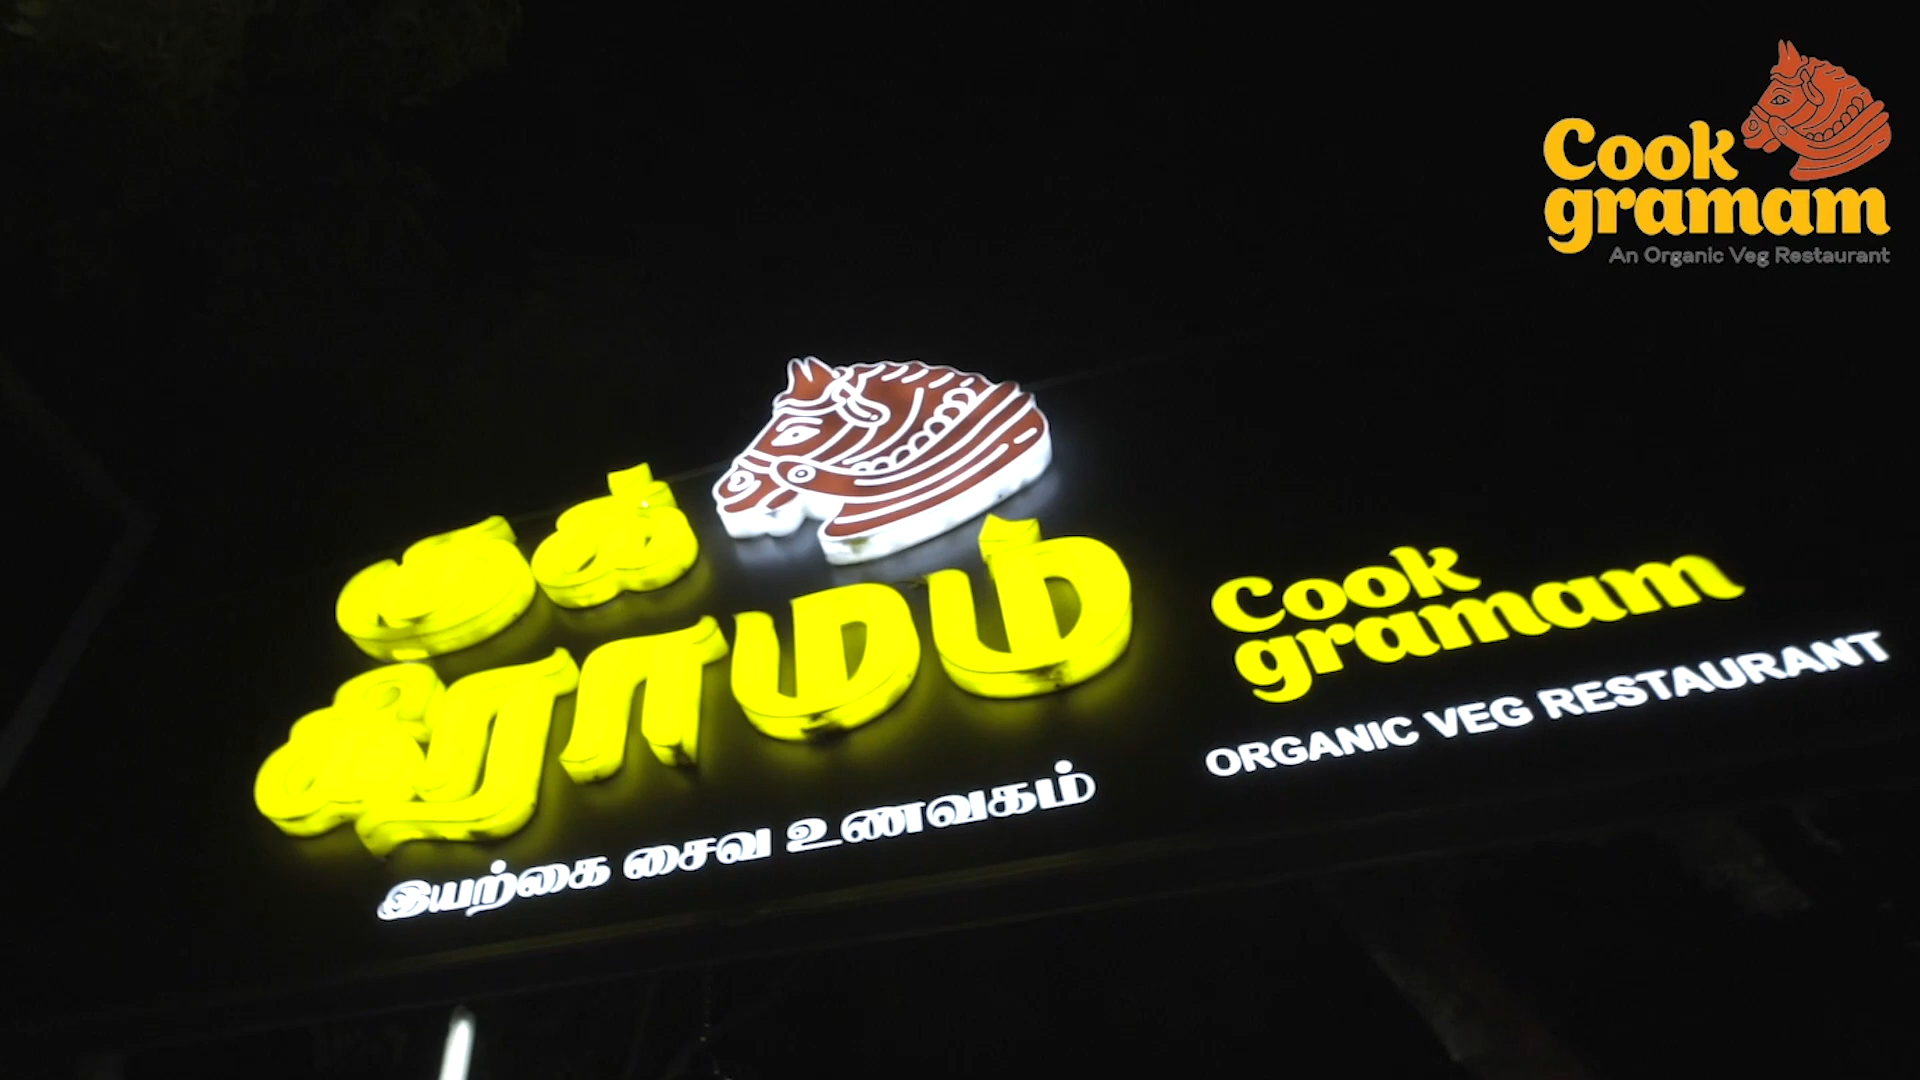 Cook
gramam
An Organic Veg Restaurant
குக்
கிராமம்
இயற்கை சைவ உணவகம்
Cook
gramam
ORGANIC VEG RESTAURANT